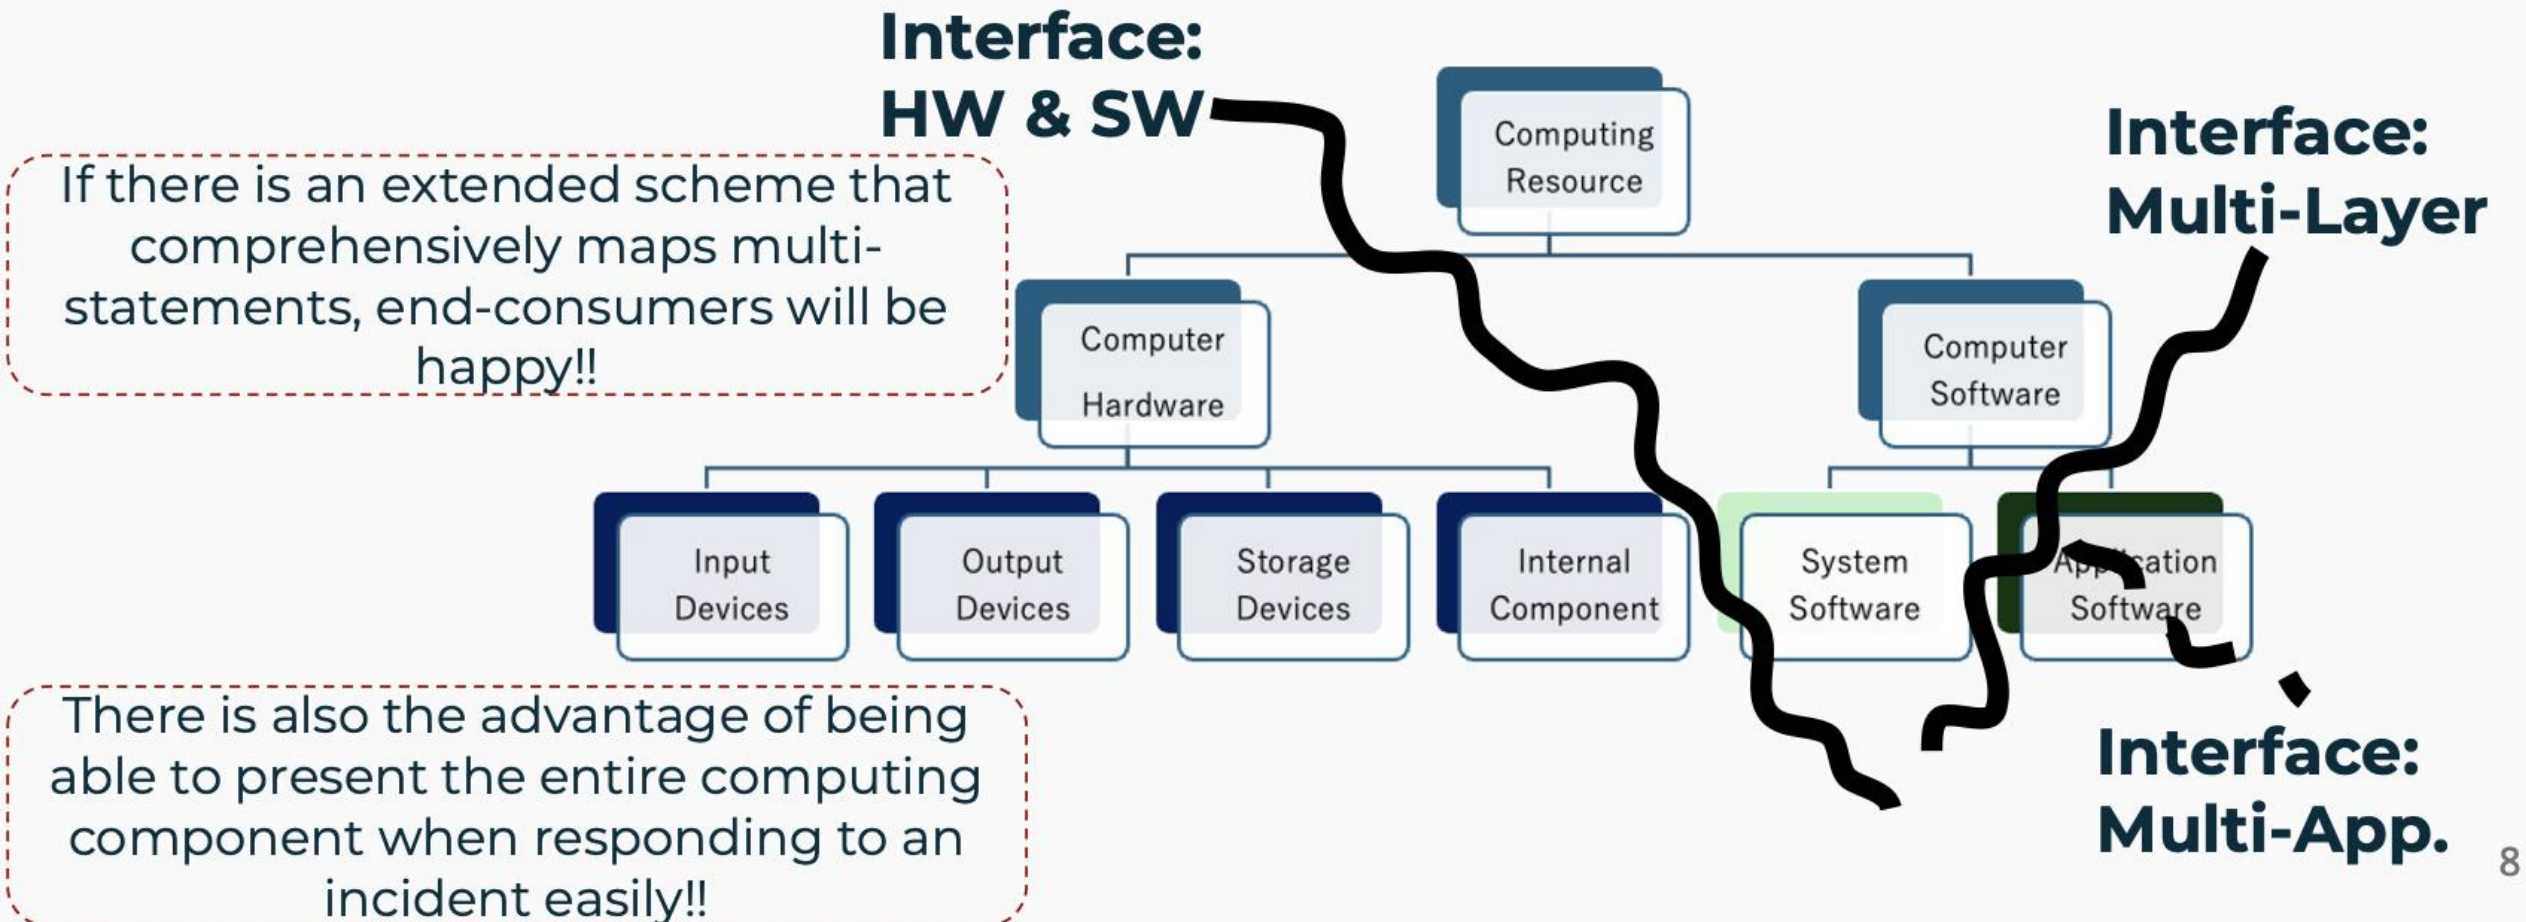 Interface:
HW & SW
If there is an extended scheme that
comprehensively maps multi-
statements, end-consumers will be
happy!!
There is also the advantage of being
able to present the entire computing
component when responding to an
incident easily!!
Computing
Resource
Computer
Hardware
Computer
Software
Input
Devices
Output
Devices
Storage
Devices
Internal
Component
System
Software
Application
Software
Interface:
Multi-Layer
Interface:
Multi-App.
8